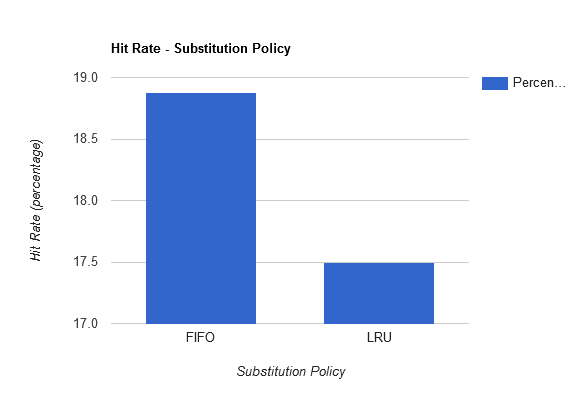 Hit Rate - Substitution Policy
Percen...
Hit Rate (percentage)
19.0
18.5
18.0
17.5
17.0
FIFO
LRU
Substitution Policy